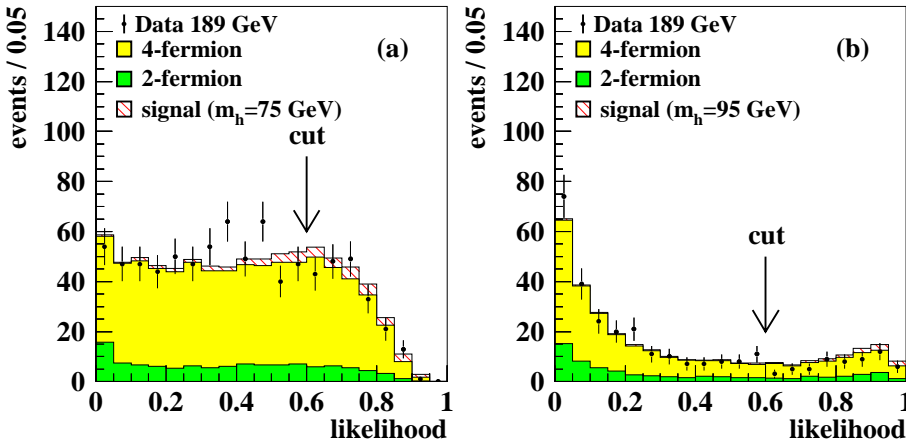 events / 0.05
140
120
100
80
60
40
20
0
Data 189 GeV
4-fermion
2-fermion
signal (m_h=75 GeV)
(a)
cut
0 0.2 0.4 0.6 0.8 1
likelihood
events / 0.05
140
120
100
80
60
40
20
0
Data 189 GeV
4-fermion
2-fermion
signal (m_h=95 GeV)
(b)
cut
0 0.2 0.4 0.6 0.8 1
likelihood